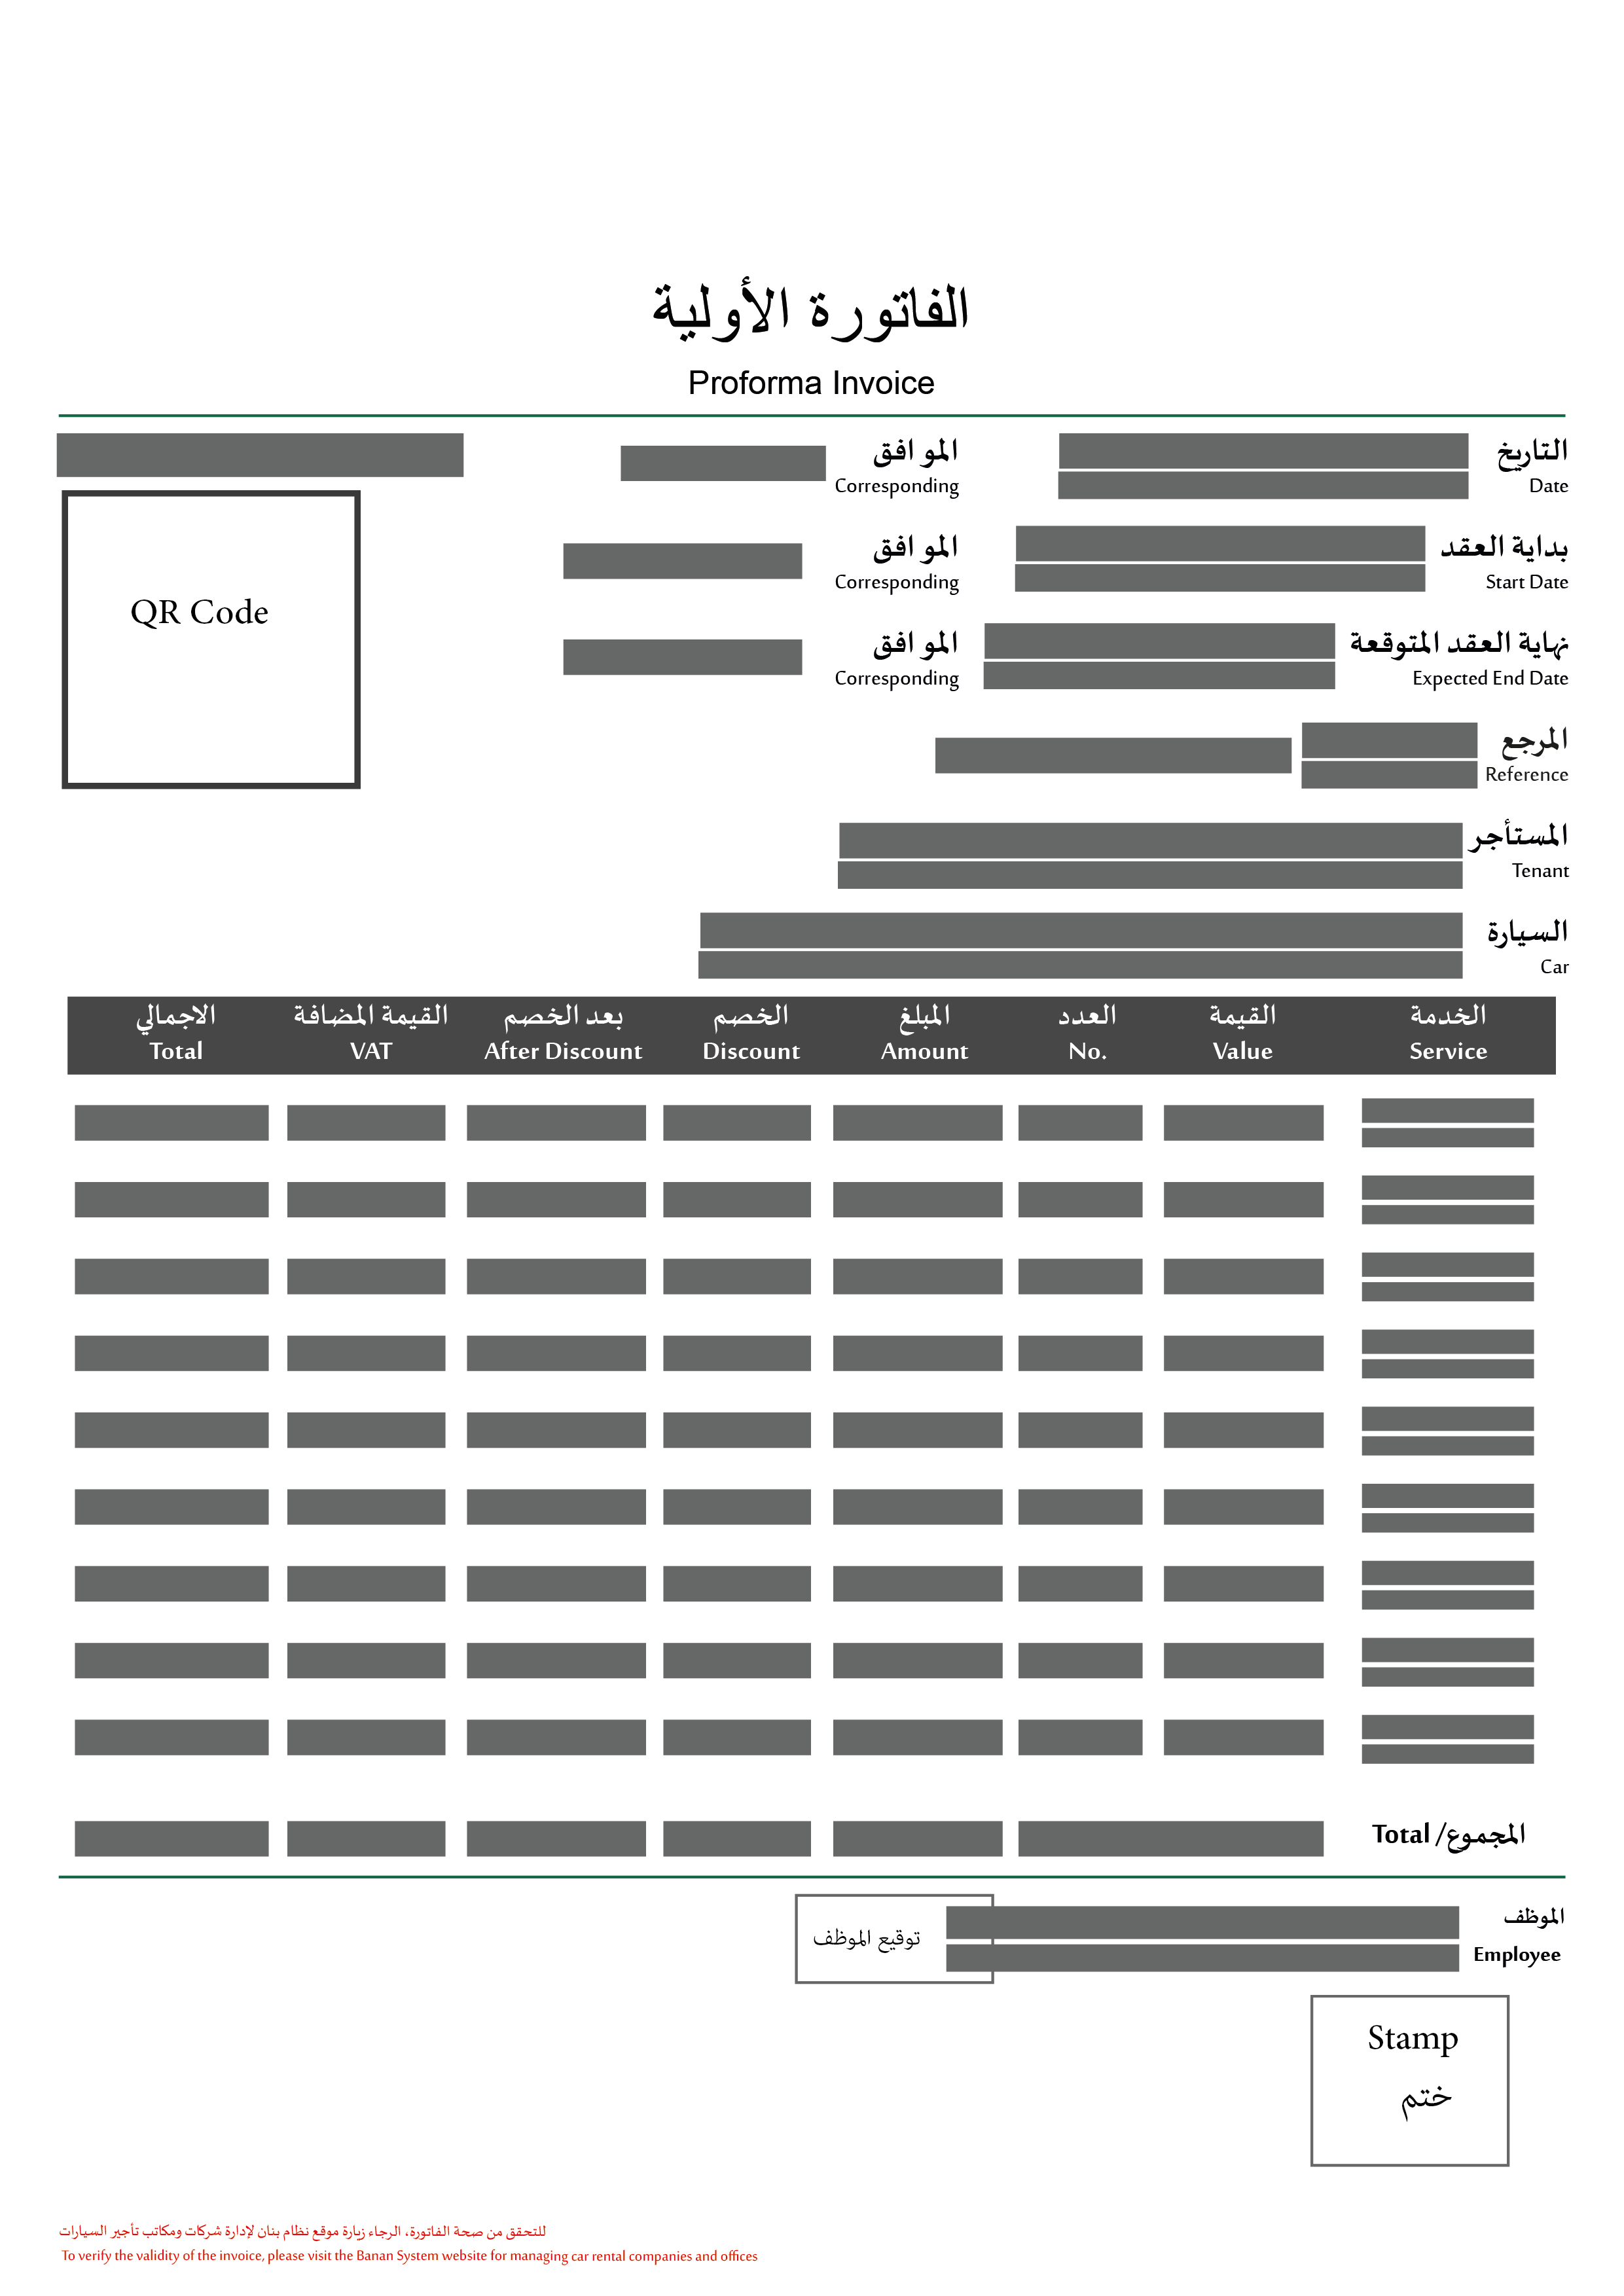 الفاتورة الأولية
Proforma Invoice
التاريخ
Date
الموافق
Corresponding
بداية العقد
Start Date
الموافق
Corresponding
نهاية العقد المتوقعة
Expected End Date
الموافق
Corresponding
QR Code
المرجع
Reference
المستأجر
Tenant
السيارة
Car
الخدمة القيمة العدد المبلغ الخصم بعد الخصم القيمة المضافة الاجمالي
Service Value No. Amount Discount After Discount VAT Total
المجموع/ Total
الموظف
Employee
توقيع الموظف
Stamp
ختم
للتحقق من صحة الفاتورة، الرجاء زيارة موقع نظام بنان لإدارة شركات ومكاتب تأجير السيارات
To verify the validity of the invoice, please visit the Banan System website for managing car rental companies and offices